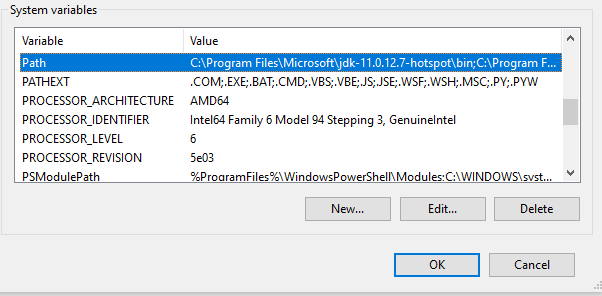 System variables
Variable Value
Path C:\Program Files\Microsoft\jdk-11.0.12.7-hotspot\bin;C:\Program F...
PATHEXT .COM;.EXE;.BAT;.CMD;.VBS;.VBE;.JS;.JSE;.WSF;.WSH;.MSC;.PY;.PYW
PROCESSOR_ARCHITECTURE AMD64
PROCESSOR_IDENTIFIER Intel64 Family 6 Model 94 Stepping 3, GenuineIntel
PROCESSOR_LEVEL 6
PROCESSOR_REVISION 5e03
PSModulePath %ProgramFiles%\WindowsPowerShell\Modules;C:\WINDOWS\syst...
New... Edit... Delete
OK Cancel